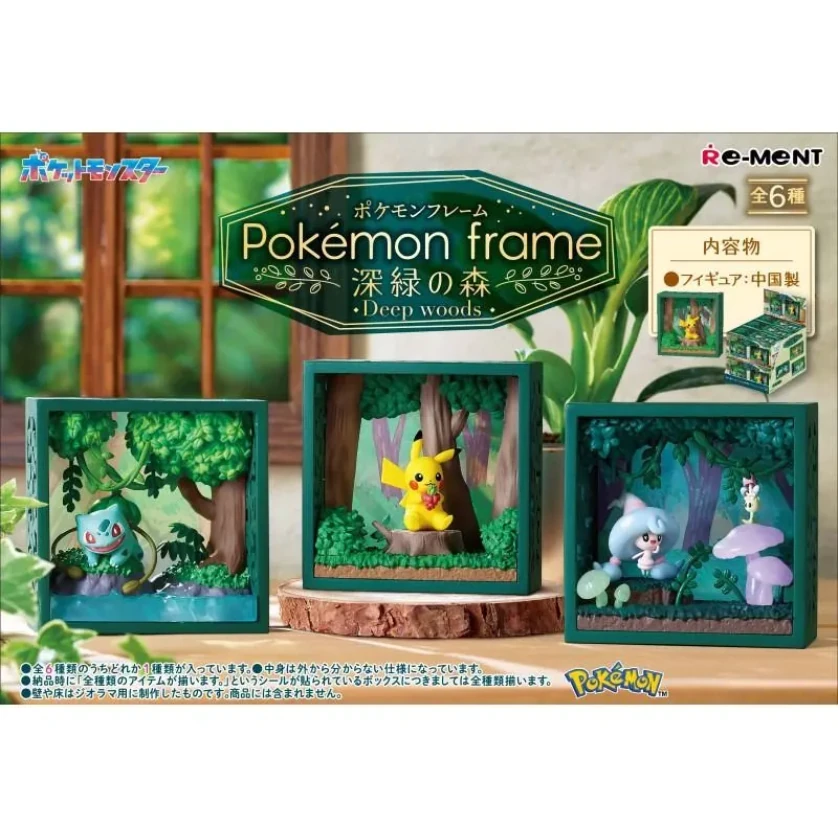 ポケットモンスター
Re-MENT
全6種
ポケモンフレーム
Pokémon frame
深緑の森
・Deep woods・
内容物
●フィギュア:中国製
●全6種類のうちどれか1種類が入っています。●中身は外から分からない仕様になっています。
●納品時に「全種類のアイテムが揃います。」というシールが貼られているボックスにつきましては全種類揃います。
●壁や床はジオラマ用に制作したものです。商品には含まれません。
POKéMON
TM